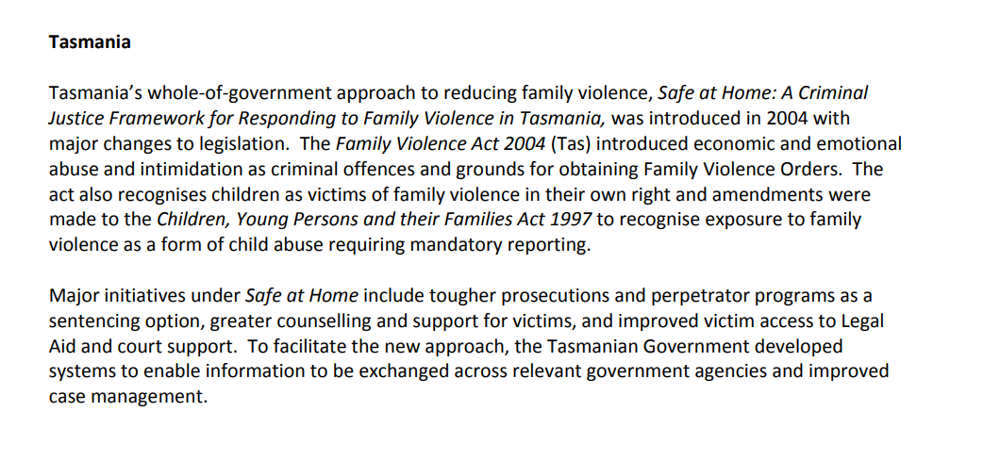 Tasmania
Tasmania’s whole-of-government approach to reducing family violence, Safe at Home: A Criminal
Justice Framework for Responding to Family Violence in Tasmania, was introduced in 2004 with
major changes to legislation.  The Family Violence Act 2004 (Tas) introduced economic and emotional
abuse and intimidation as criminal offences and grounds for obtaining Family Violence Orders.  The
act also recognises children as victims of family violence in their own right and amendments were
made to the Children, Young Persons and their Families Act 1997 to recognise exposure to family
violence as a form of child abuse requiring mandatory reporting.
Major initiatives under Safe at Home include tougher prosecutions and perpetrator programs as a
sentencing option, greater counselling and support for victims, and improved victim access to Legal
Aid and court support.  To facilitate the new approach, the Tasmanian Government developed
systems to enable information to be exchanged across relevant government agencies and improved
case management.